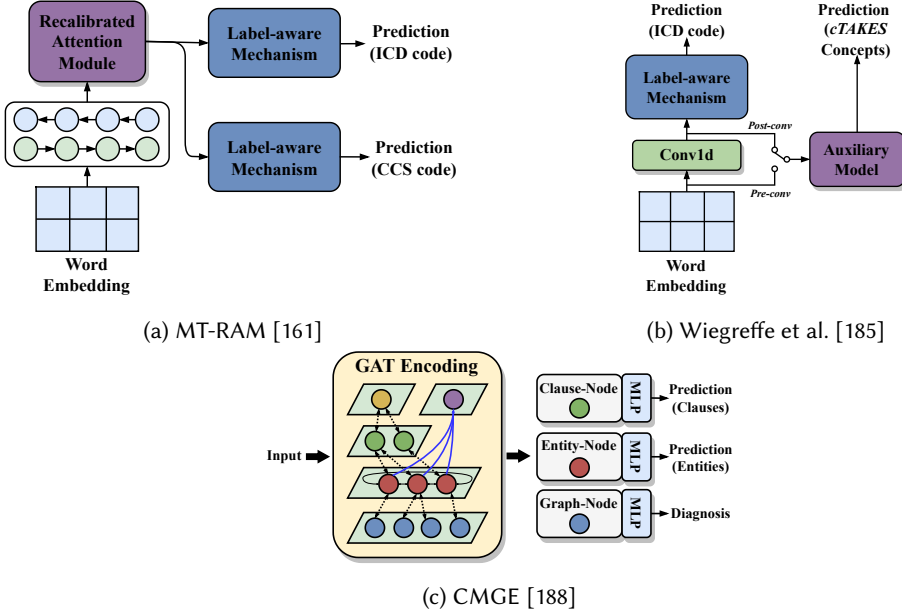 Recalibrated
Attention
Module
Label-aware
Mechanism
Prediction
(ICD code)
Label-aware
Mechanism
Prediction
(CCS code)
Word
Embedding
(a) MT-RAM [161]
Prediction
(ICD code)
Prediction
(cTAKES
Concepts)
Label-aware
Mechanism
Post-conv
Conv1d
Auxiliary
Model
Pre-conv
Word
Embedding
(b) Wiegreffe et al. [185]
GAT Encoding
Input
Clause-Node
MLP
Prediction
(Clauses)
Entity-Node
MLP
Prediction
(Entities)
Graph-Node
MLP
Diagnosis
(c) CMGE [188]